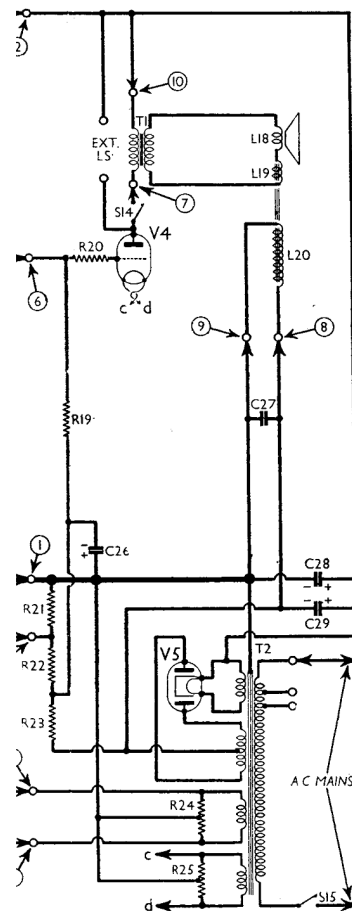 10
T1
EXT.
LS
L18
L19
7
S14
V4
R20
L20
6
c d
9
8
C27
R19
1
C26
− +
C28
− +
R21
− +
C29
R22
V5
T2
R23
A C MAINS
R24
c
R25
d
S15